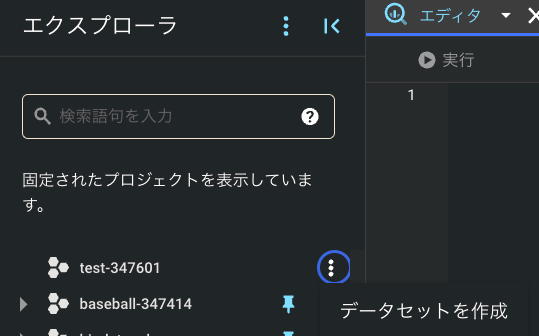 エクスプローラ
エディタ
実行
1
検索語句を入力
固定されたプロジェクトを表示していま
す。
test-347601
baseball-347414
データセットを作成